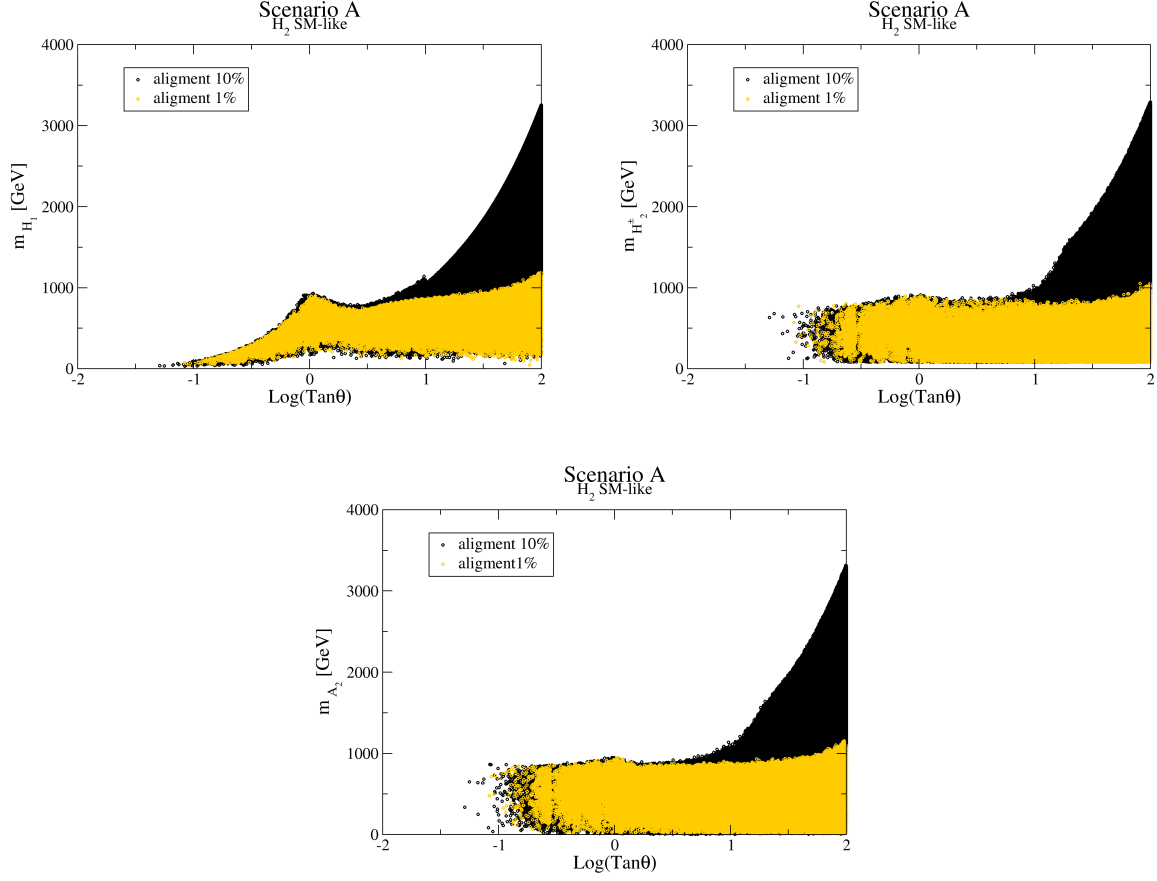 Scenario A
H2 SM-like
4000
3000
2000
1000
0
m H1 [GeV]
aligment 10%
aligment 1%
-2 -1 0 1 2
Log(Tanθ)
Scenario A
H2 SM-like
4000
3000
2000
1000
0
m H2± [GeV]
aligment 10%
aligment 1%
-2 -1 0 1 2
Log(Tanθ)
Scenario A
H2 SM-like
4000
3000
2000
1000
0
m A2 [GeV]
aligment 10%
aligment1%
-2 -1 0 1 2
Log(Tanθ)